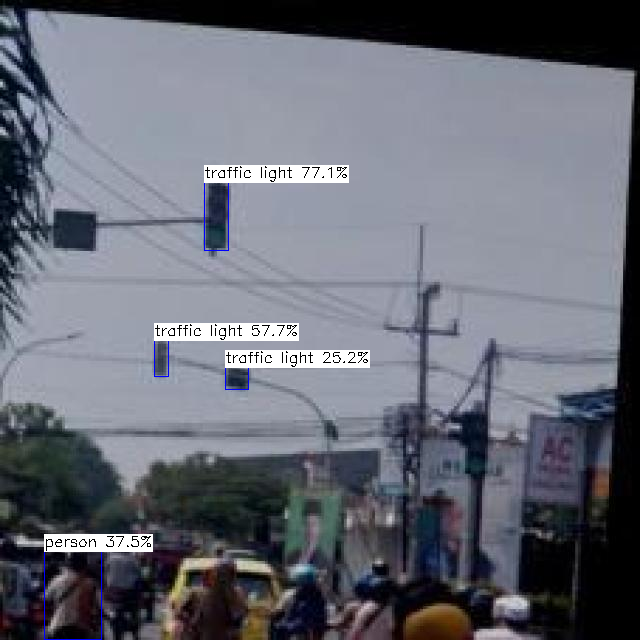 traffic light 77.1%
traffic light 57.7%
traffic light 25.2%
AC
person 37.5%